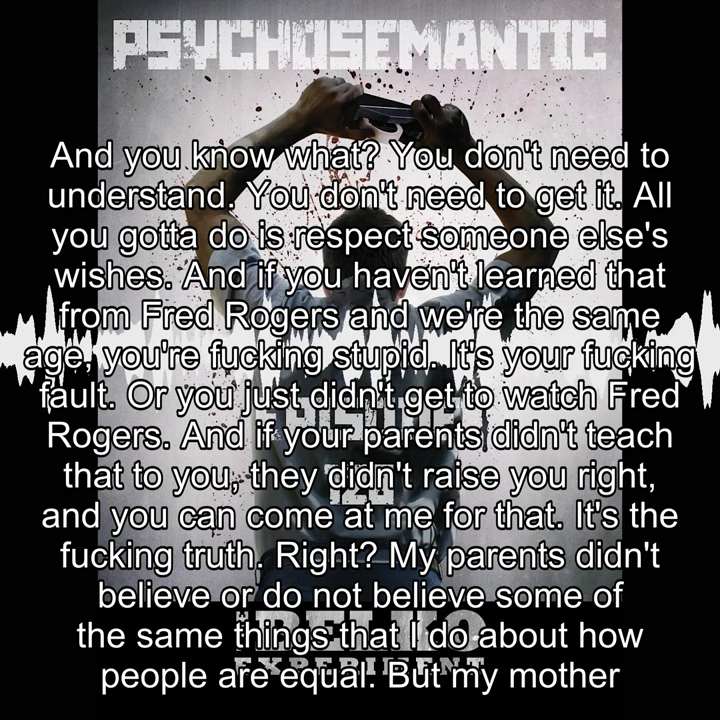 PSYCHOSEMANTIC
And you know what? You don't need to
understand. You don't need to get it. All
you gotta do is respect someone else's
wishes. And if you haven't learned that
from Fred Rogers and we're the same
age, you're fucking stupid. It's your fucking
fault. Or you just didn't get to watch Fred
Rogers. And if your parents didn't teach
that to you, they didn't raise you right,
and you can come at me for that. It's the
fucking truth. Right? My parents didn't
believe or do not believe some of
the same things that I do about how
people are equal. But my mother
EPISODE
THE BELKO
EXPERIMENT